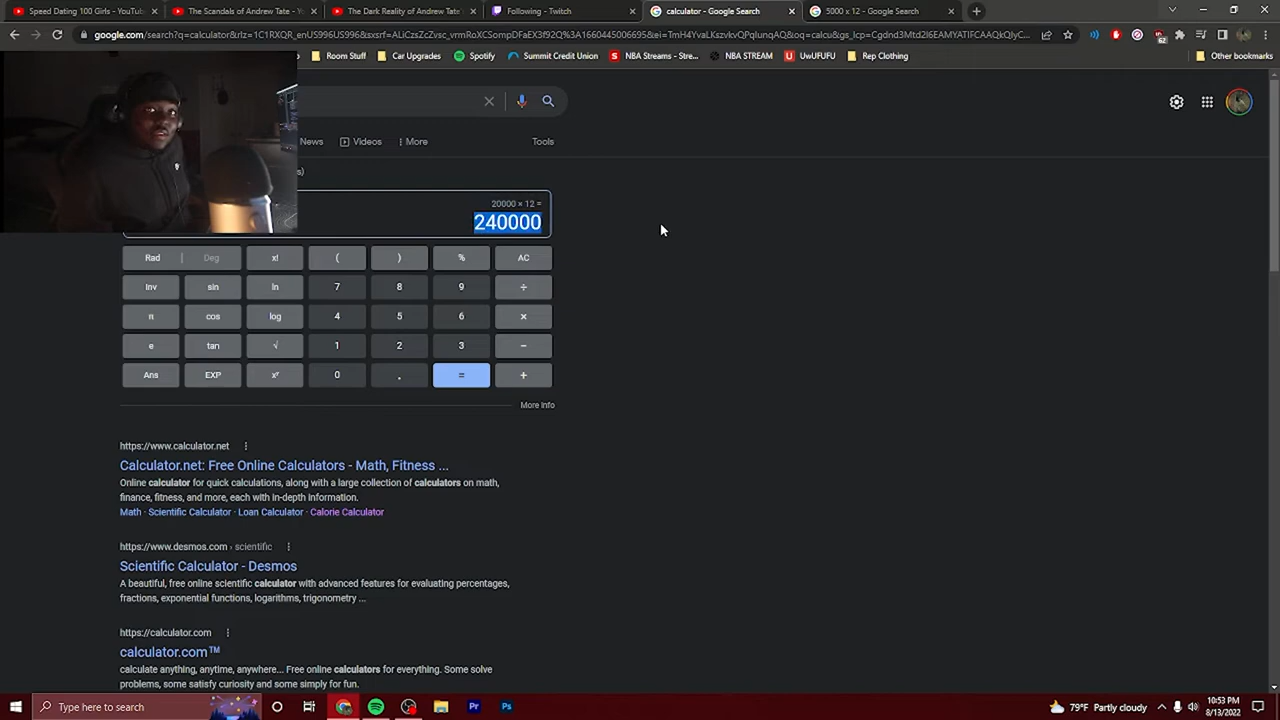 Speed Dating 100 Girls - YouTub
The Scandals of Andrew Tate - Y
The Dark Reality of Andrew Tate -
Following - Twitch
calculator - Google Search
5000 x 12 - Google Search
Room Stuff
Car Upgrades
Spotify
Summit Credit Union
NBA Streams - Stre...
NBA STREAM
UwUFUFU
Rep Clothing
Other bookmarks
News
Videos
More
Tools
s)
20000 × 12 =
240000
Rad Deg x! ( ) % AC
Inv sin ln 7 8 9 ÷
π cos log 4 5 6 ×
e tan √ 1 2 3 −
Ans EXP xʸ 0 . = +
More info
https://www.calculator.net
Calculator.net: Free Online Calculators - Math, Fitness ...
Online calculator for quick calculations, along with a large collection of calculators on math,
finance, fitness, and more, each with in-depth information.
Math · Scientific Calculator · Loan Calculator · Calorie Calculator
https://www.desmos.com › scientific
Scientific Calculator - Desmos
A beautiful, free online scientific calculator with advanced features for evaluating percentages,
fractions, exponential functions, logarithms, trigonometry ...
https://calculator.com
calculator.com™
calculate anything, anytime, anywhere... Free online calculators for everything. Some solve
problems, some satisfy curiosity and some simply for fun.
Type here to search
Pr
Ps
79°F Partly cloudy
10:53 PM
8/13/2022